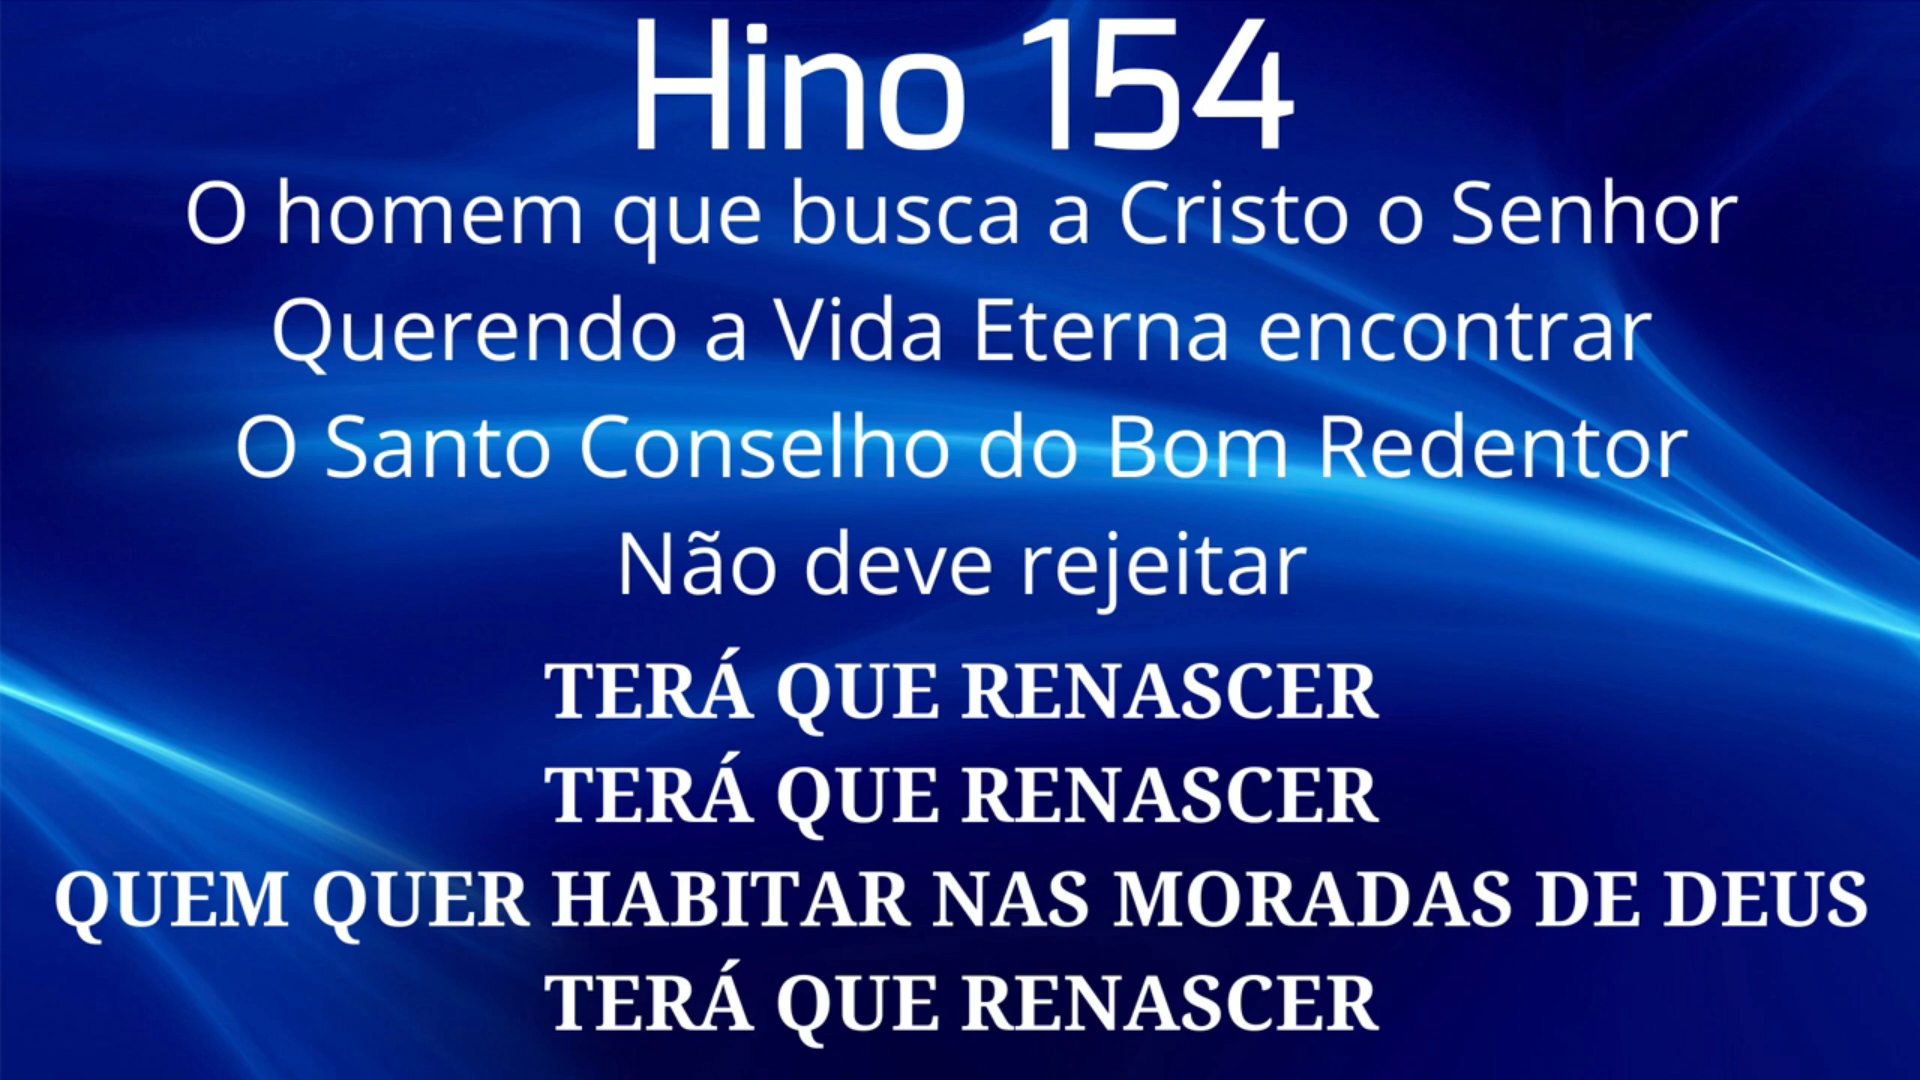 Hino 154
O homem que busca a Cristo o Senhor
Querendo a Vida Eterna encontrar
O Santo Conselho do Bom Redentor
Não deve rejeitar
TERÁ QUE RENASCER
TERÁ QUE RENASCER
QUEM QUER HABITAR NAS MORADAS DE DEUS
TERÁ QUE RENASCER